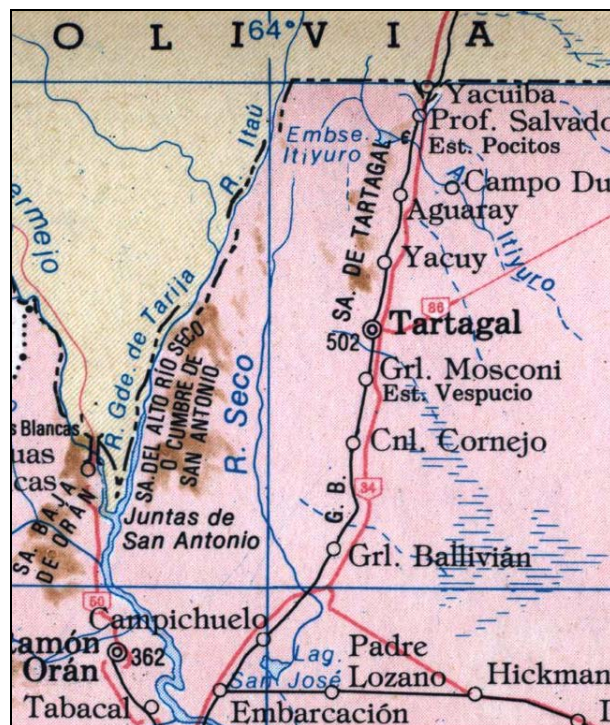 OLIVIA
64°
Yacuiba
Prof. Salvado
Est. Pocitos
Embse.
Itiyuro
R. Itaú
Campo Du
Aguaray
A. Itiyuro
SA. DE TARTAGAL
Yacuy
ermejo
R. Gde. de Tarija
86
Tartagal
502
SA. DEL ALTO RÍO SECO
O CUMBRE DE
SAN ANTONIO
R. Seco
Grl. Mosconi
Est. Vespucio
s Blancas
uas
cas
Cnl. Cornejo
SA. BAJA
DE ORÁN
34
G. B.
Juntas de
San Antonio
Grl. Ballivián
50
Campichuelo
amón
Orán
362
Lag.
San José
Padre
Lozano
Hickman
Tabacal
Embarcación